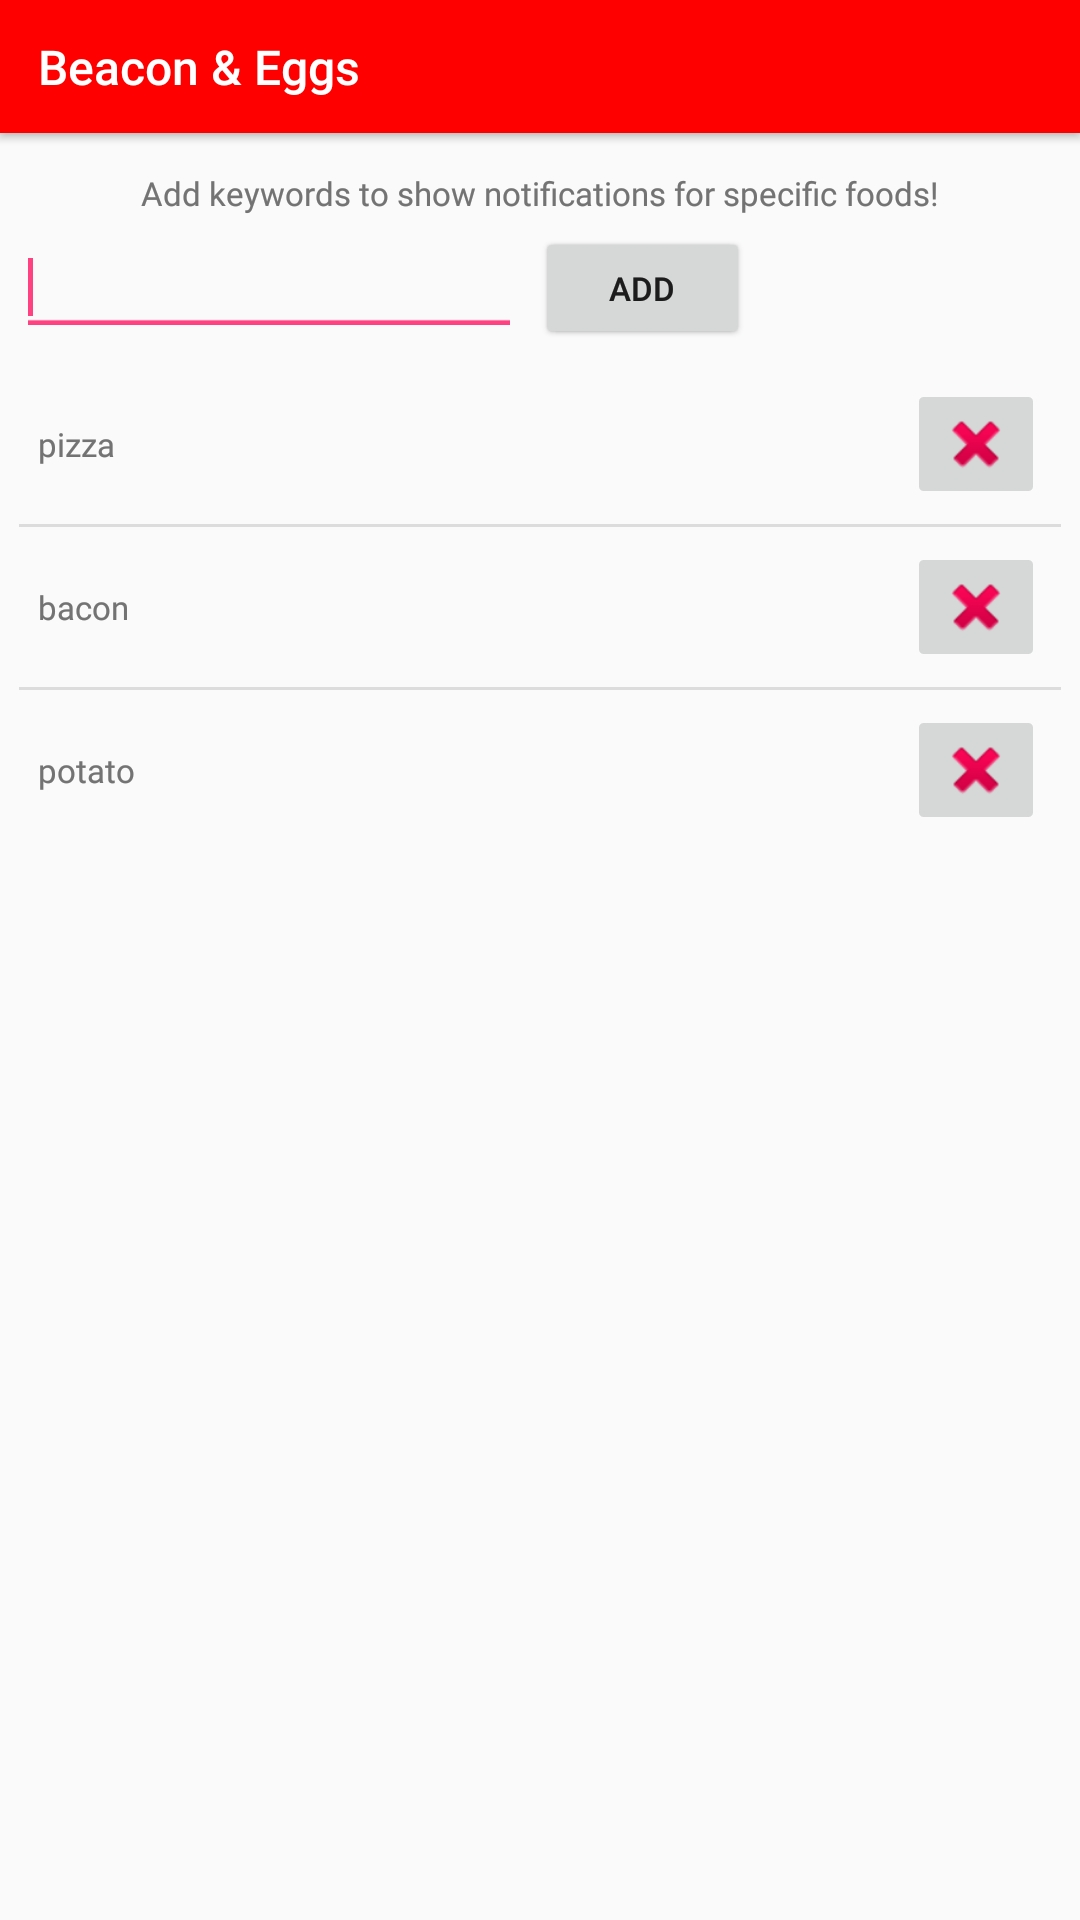 Beacon & Eggs
Add keywords to show notifications for specific foods!
ADD
pizza
bacon
potato